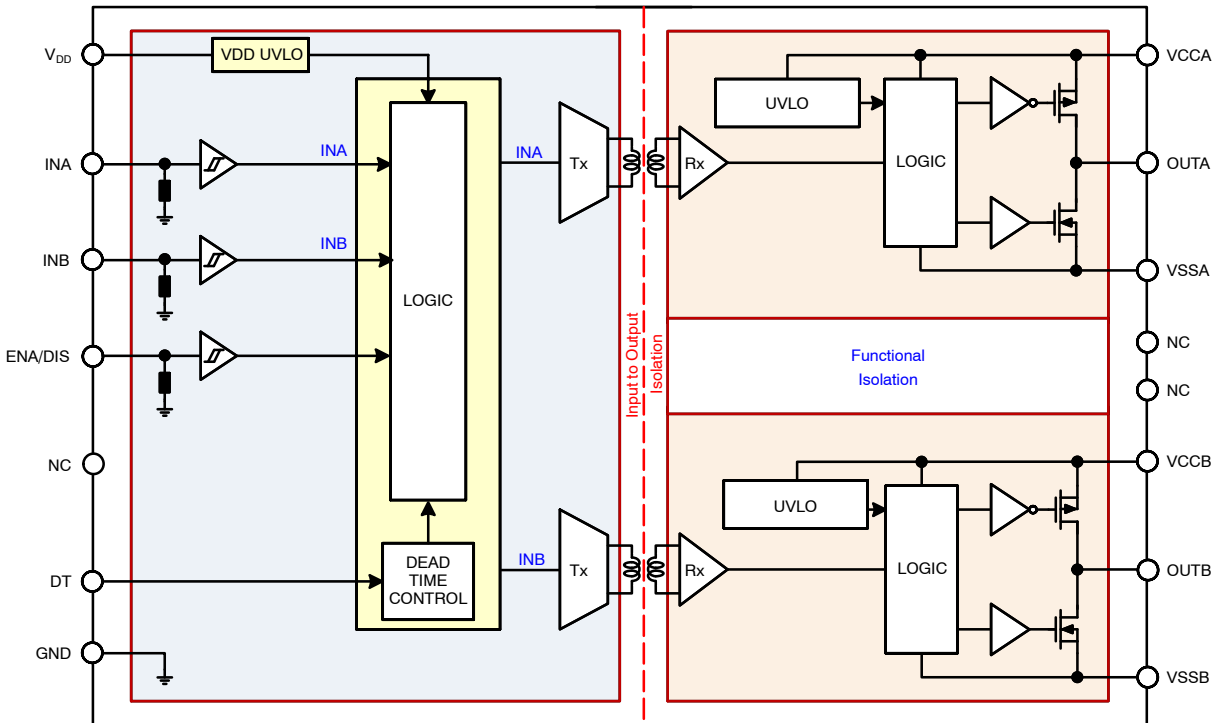 VDD
VDD UVLO
INA
INA
INB
INB
ENA/DIS
LOGIC
NC
DT
DEAD
TIME
CONTROL
GND
INA
Tx
INB
Tx
Input to Output
Isolation
UVLO
Rx
LOGIC
VCCA
OUTA
VSSA
Functional
Isolation
NC
NC
UVLO
Rx
LOGIC
VCCB
OUTB
VSSB